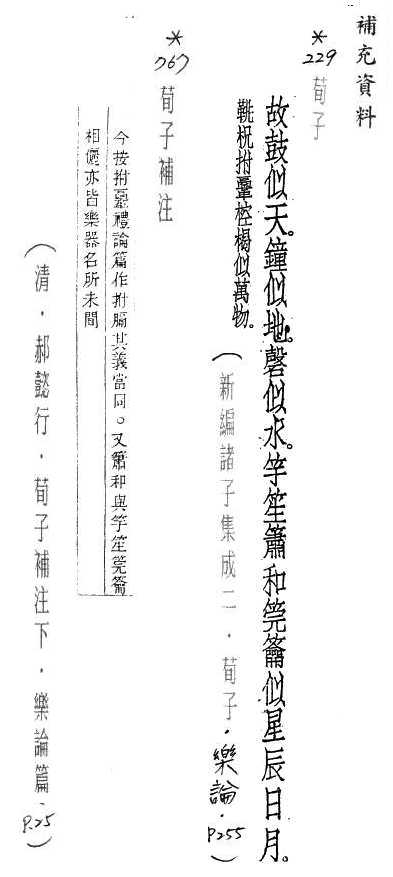 補充資料
*
229
荀子
故鼓似天。鐘似地。磬似水。竽笙簫和筦籥似星辰日月。
鞉柷拊鞷椌楬似萬物。
(新編諸子集成二．荀子．樂論．P255)
*
767
荀子補注
今按拊鞷禮論篇作拊膈其義當同。又簫和與竽笙筦籥
相儷亦皆樂器名所未聞
(清．郝懿行．荀子補注下．樂論篇．P.25)